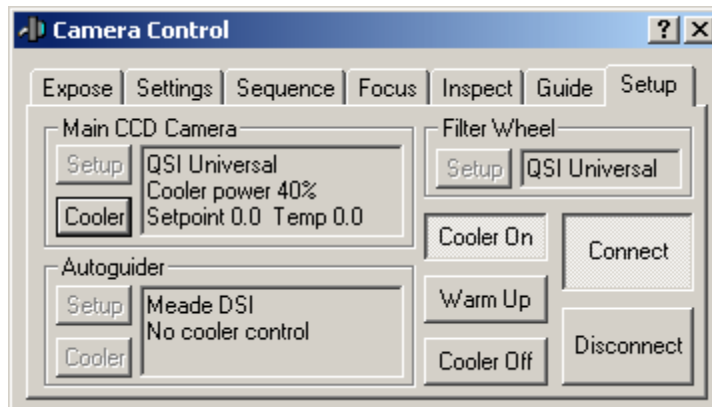 Camera Control
Expose Settings Sequence Focus Inspect Guide Setup
Main CCD Camera
Setup
QSI Universal
Cooler power 40%
Cooler
Setpoint 0.0 Temp 0.0
Filter Wheel
Setup
QSI Universal
Autoguider
Setup
Meade DSI
No cooler control
Cooler
Cooler On
Connect
Warm Up
Cooler Off
Disconnect